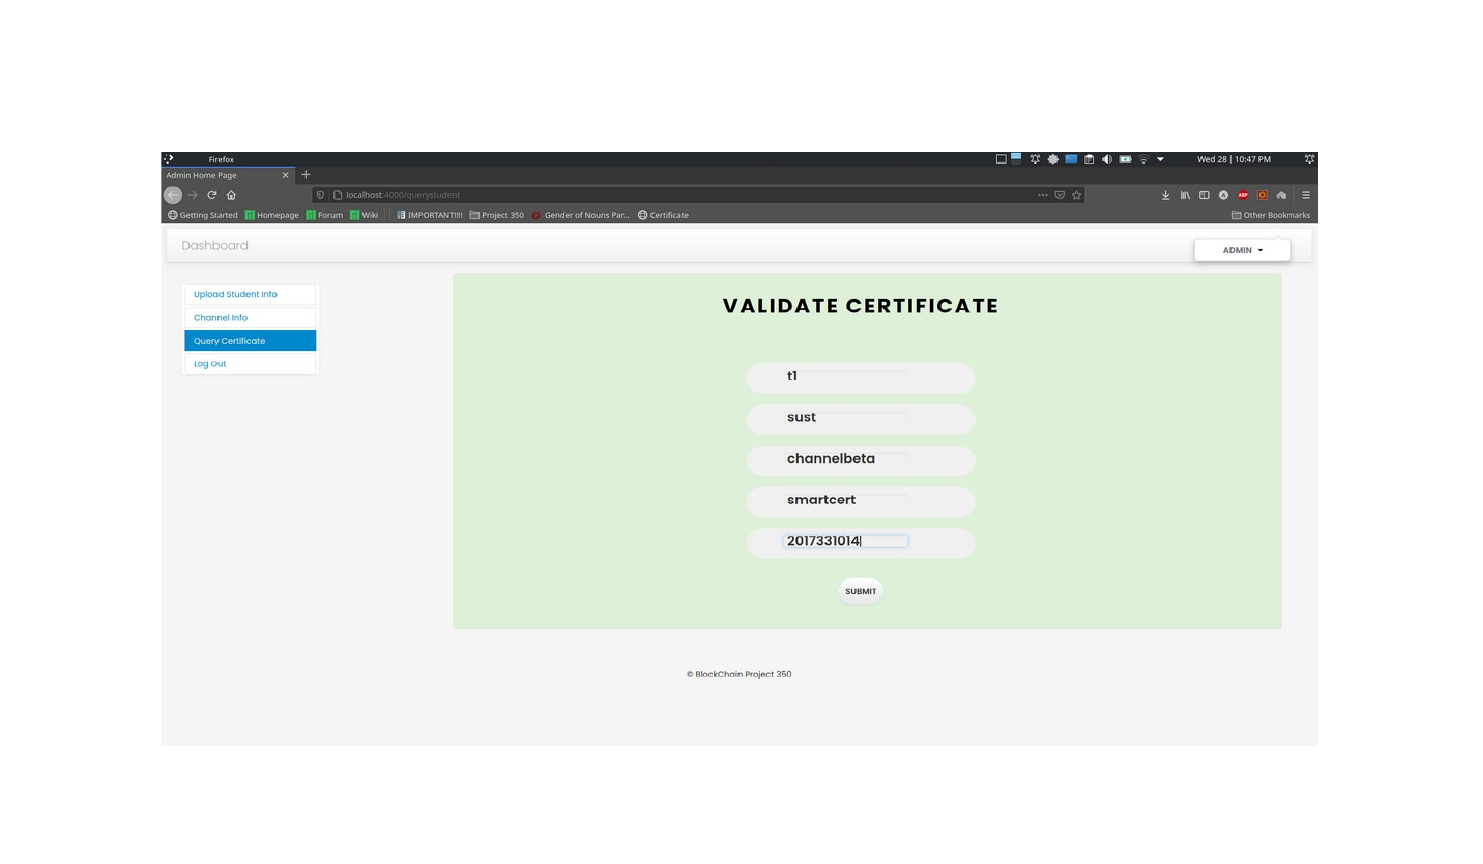 Firefox
Wed 28 | 10:47 PM
Admin Home Page
localhost:4000/querystudent
Getting Started Homepage Forum Wiki IMPORTANT!!!! Project 350 Gender of Nouns Par... Certificate Other Bookmarks
Dashboard
ADMIN
Upload Student Info
Channel Info
Query Certificate
Log Out
VALIDATE CERTIFICATE
t1
sust
channelbeta
smartcert
2017331014
SUBMIT
© BlockChain Project 350